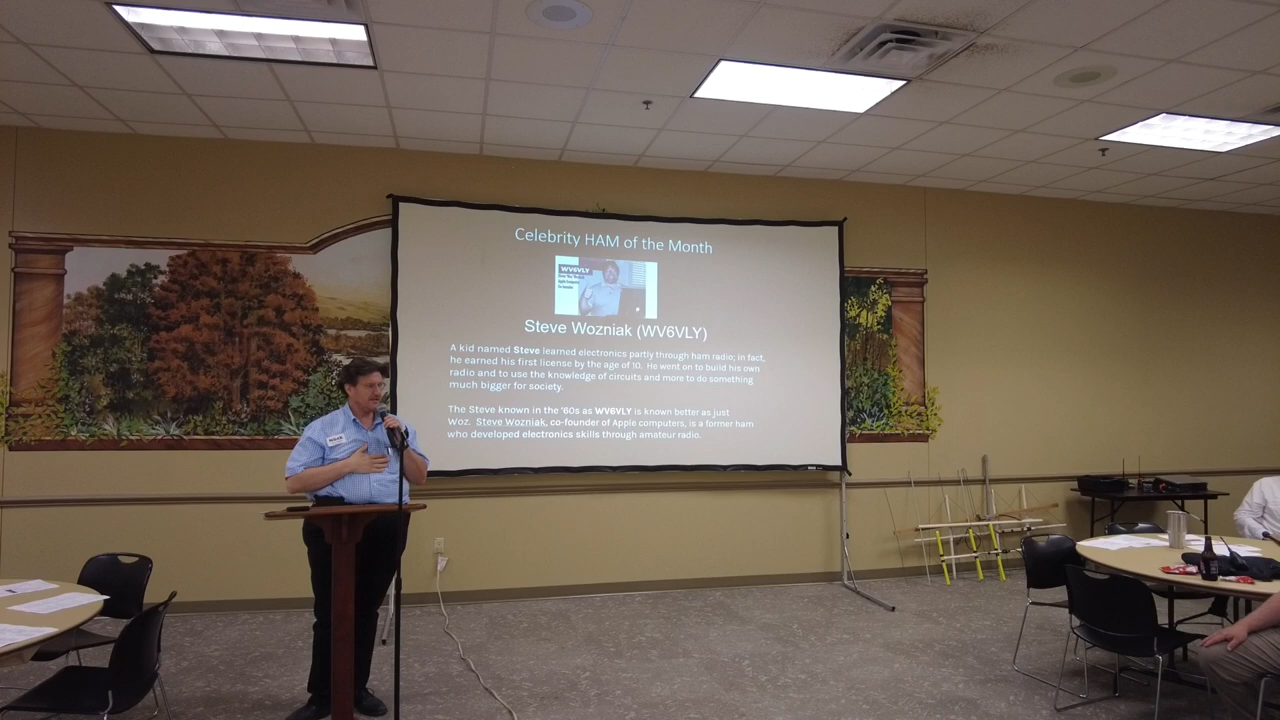 Celebrity HAM of the Month
WV6VLY
Steve Wozniak (WV6VLY)
A kid named Steve learned electronics partly through ham radio; in fact,
he earned his first license by the age of 10. He went on to build his own
radio and to use the knowledge of circuits and more to do something
much bigger for society.
The Steve known in the '60s as WV6VLY is known better as just
Woz. Steve Wozniak, co-founder of Apple computers, is a former ham
who developed electronics skills through amateur radio.